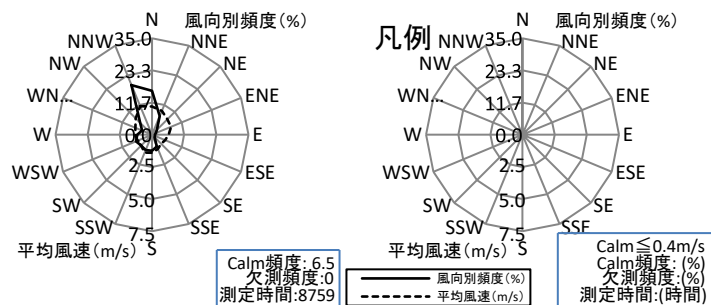 N
風向別頻度(%)
35.0
NNW
NNE
NW
23.3
NE
WN...
11.7
ENE
W
0.0
E
WSW
2.5
ESE
SW
5.0
SE
SSW
SSE
平均風速(m/s)
7.5
S
Calm頻度: 6.5
欠測頻度:0
測定時間:8759
凡例
N
風向別頻度(%)
35.0
NNW
NNE
NW
23.3
NE
WN...
11.7
ENE
W
0.0
E
WSW
2.5
ESE
SW
5.0
SE
SSW
SSE
平均風速(m/s)
7.5
S
Calm≦0.4m/s
Calm頻度: (%)
欠測頻度:(%)
測定時間:(時間)
風向別頻度(%)
平均風速(m/s)